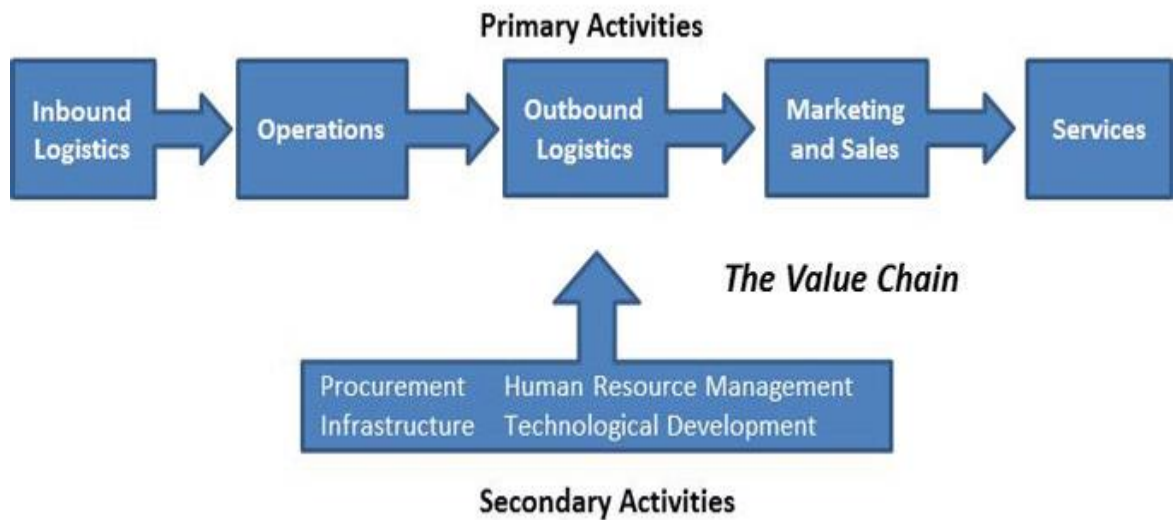 Primary Activities
Inbound
Logistics
Operations
Outbound
Logistics
Marketing
and Sales
Services
The Value Chain
Procurement Human Resource Management
Infrastructure Technological Development
Secondary Activities